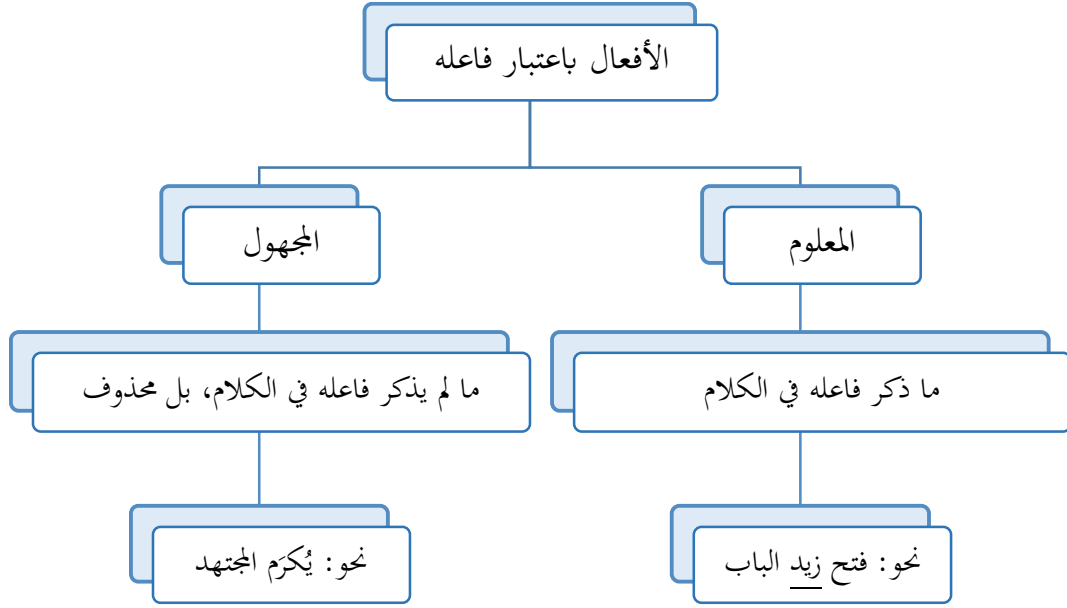 الأفعال باعتبار فاعله
المعلوم
المجهول
ما ذكر فاعله في الكلام
ما لم يذكر فاعله في الكلام، بل محذوف
نحو: فتح زيد الباب
نحو: يُكرَم المجتهد